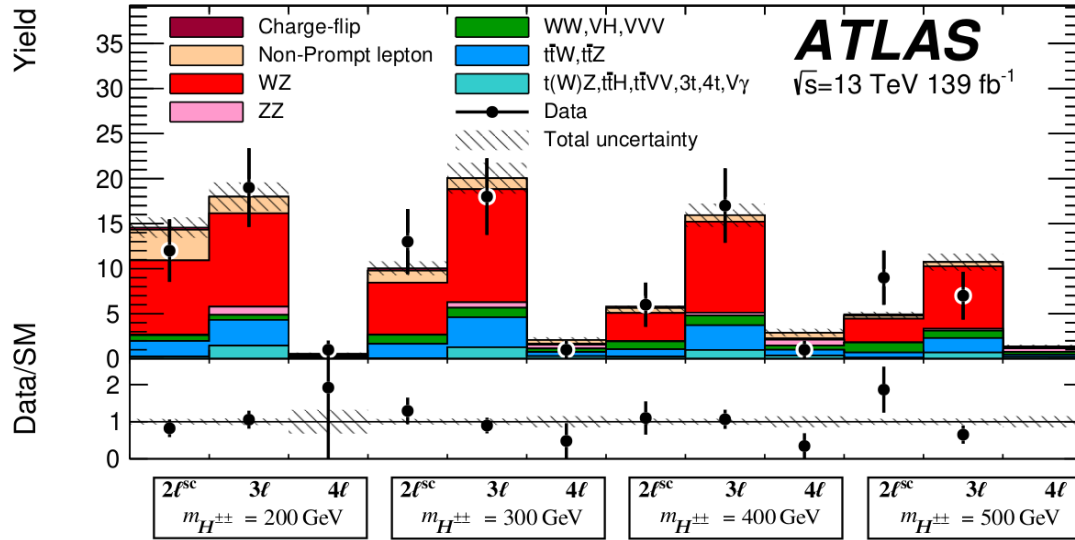 Yield
35
30
25
20
15
10
5
0
Charge-flip
Non-Prompt lepton
WZ
ZZ
WW,VH,VVV
tt̄W,tt̄Z
t(W)Z,tt̄H,tt̄VV,3t,4t,Vγ
Data
Total uncertainty
ATLAS
√s=13 TeV 139 fb⁻¹
Data/SM
2
1
0
2ℓˢᶜ 3ℓ 4ℓ
m_H±± = 200 GeV
2ℓˢᶜ 3ℓ 4ℓ
m_H±± = 300 GeV
2ℓˢᶜ 3ℓ 4ℓ
m_H±± = 400 GeV
2ℓˢᶜ 3ℓ 4ℓ
m_H±± = 500 GeV